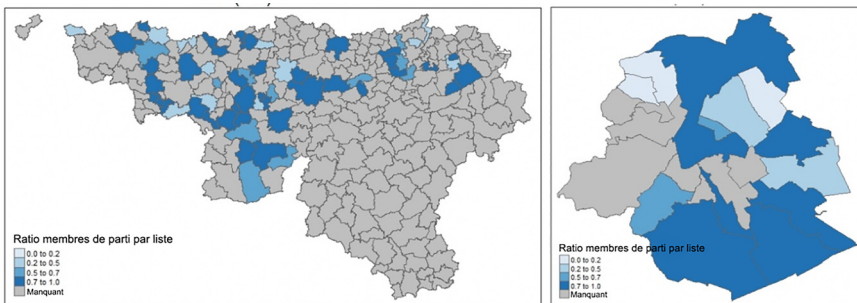 Ratio membres de parti par liste
0.0 to 0.2
0.2 to 0.5
0.5 to 0.7
0.7 to 1.0
Manquant
Ratio membres de parti par liste
0.0 to 0.2
0.2 to 0.5
0.5 to 0.7
0.7 to 1.0
Manquant